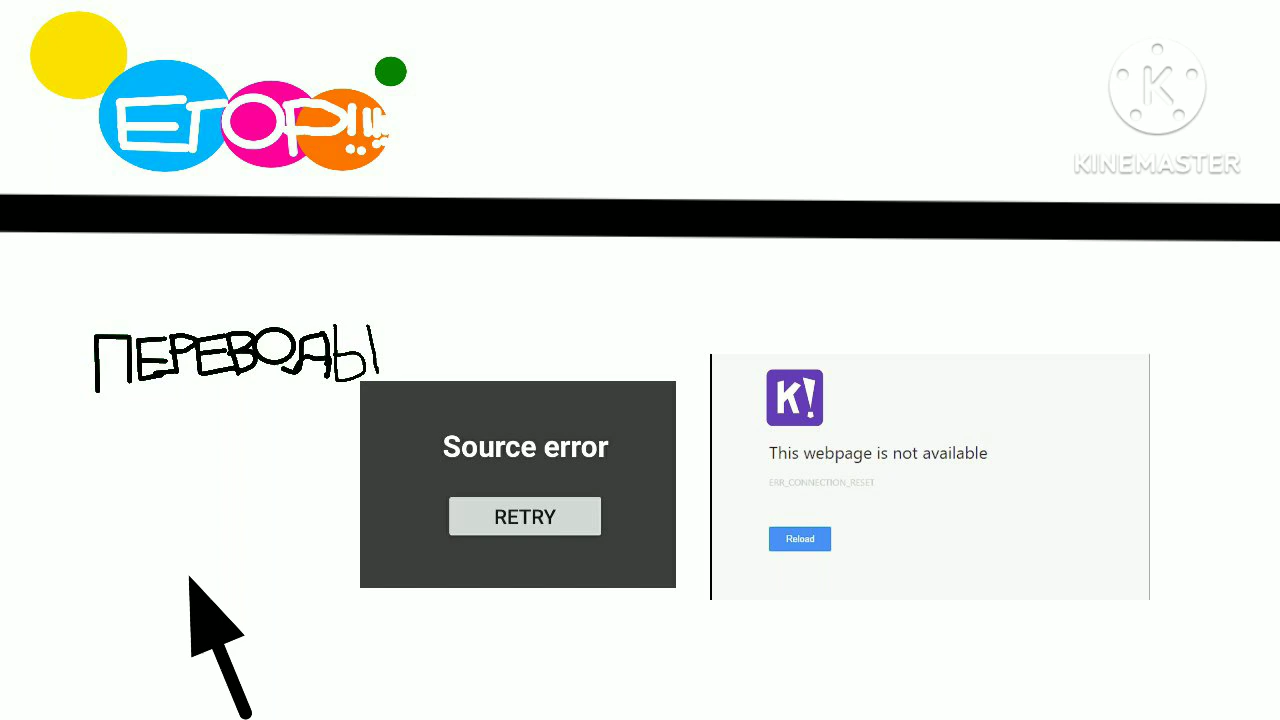 ЕГОР!!!
K
KINEMASTER
ПЕРЕВОДЫ
Source error
RETRY
K!
This webpage is not available
ERR_CONNECTION_RESET
Reload